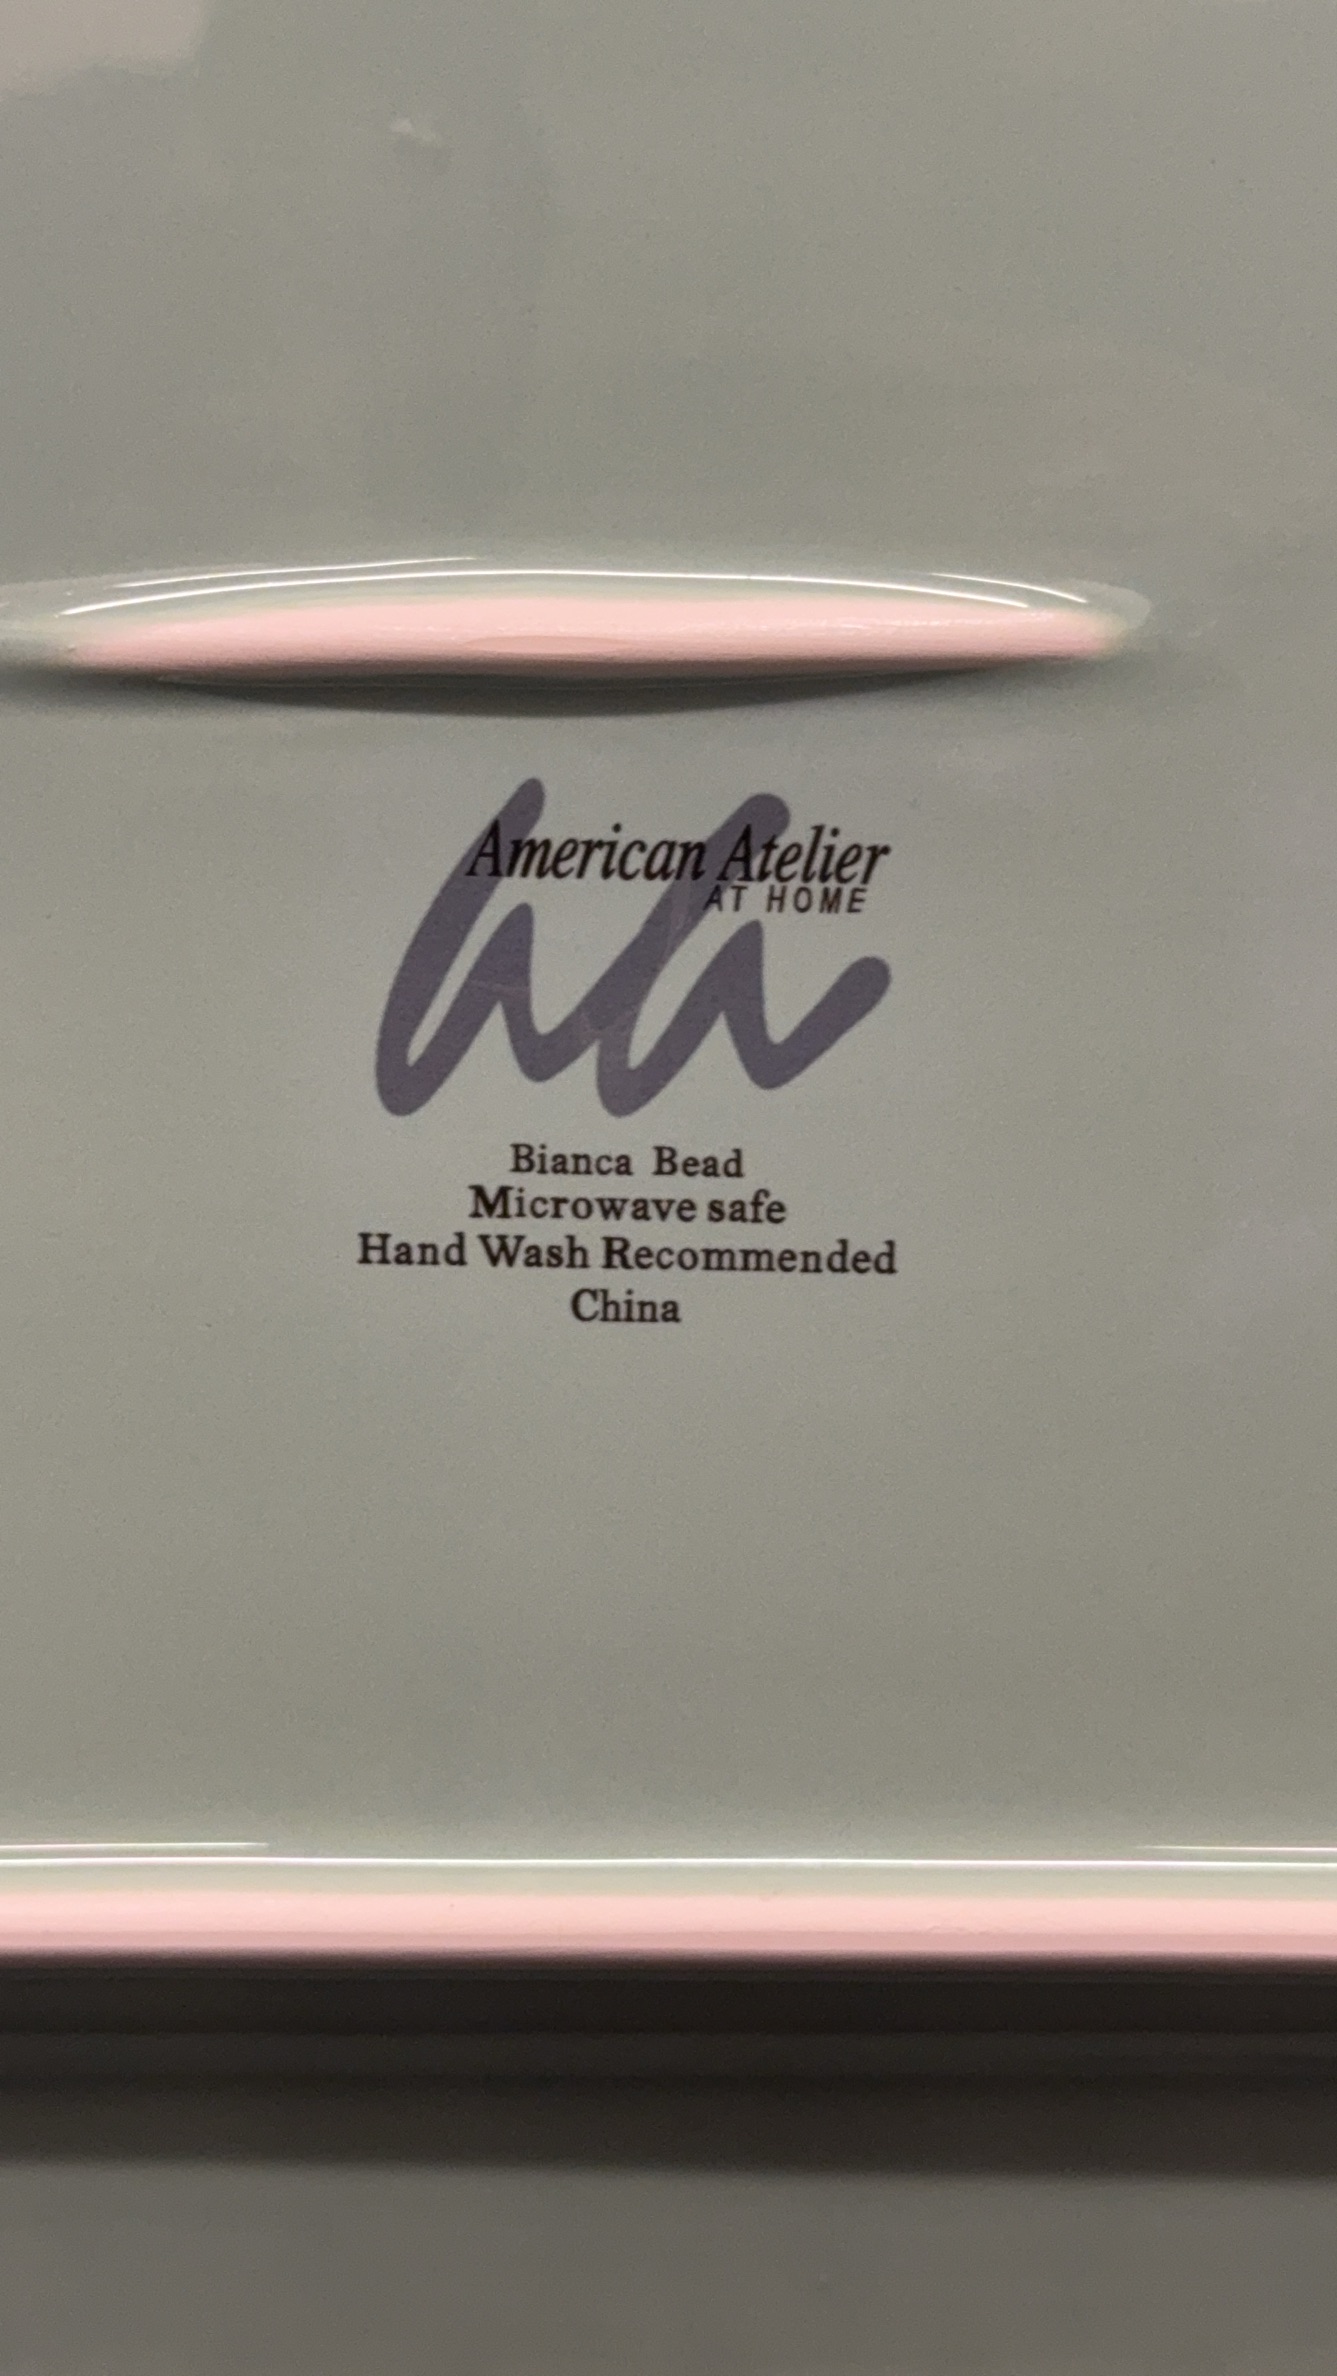 American Atelier
AT HOME
Bianca Bead
Microwave safe
Hand Wash Recommended
China